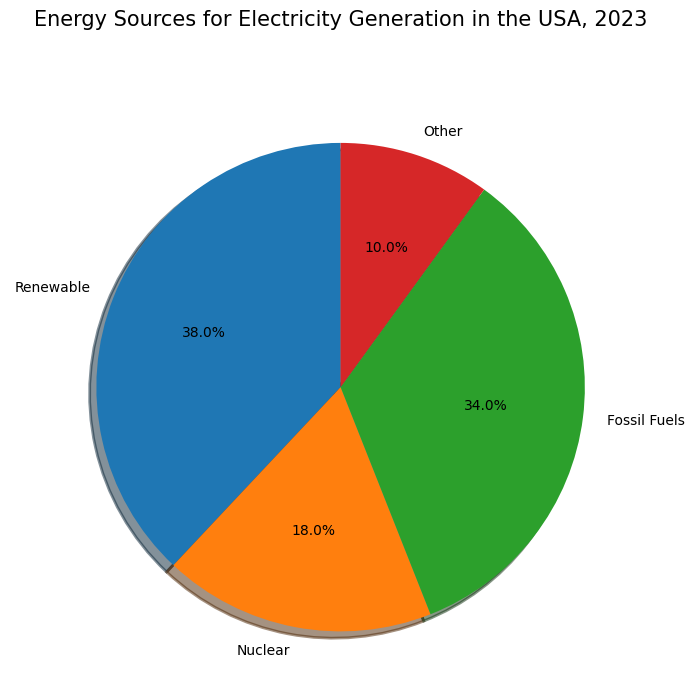 Energy Sources for Electricity Generation in the USA, 2023
Other
10.0%
Renewable
38.0%
34.0%
Fossil Fuels
18.0%
Nuclear